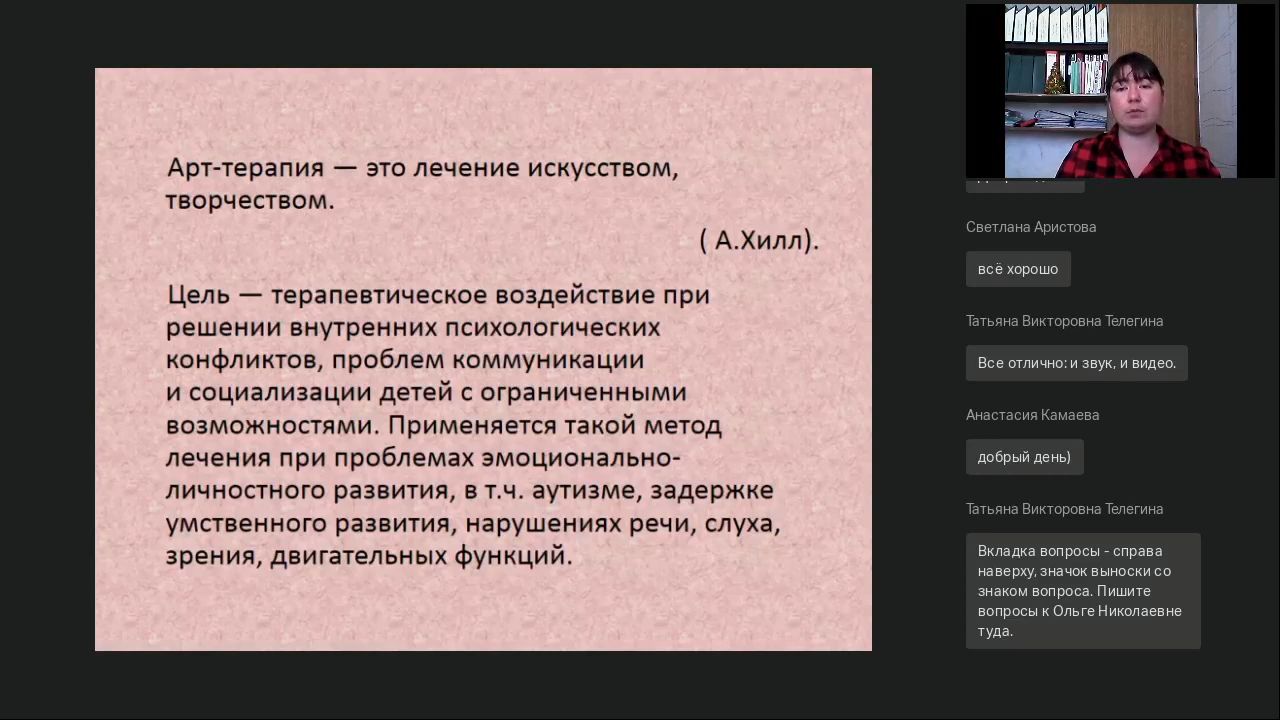 Арт-терапия — это лечение искусством,
творчеством.
( А.Хилл).
Цель — терапевтическое воздействие при
решении внутренних психологических
конфликтов, проблем коммуникации
и социализации детей с ограниченными
возможностями. Применяется такой метод
лечения при проблемах эмоционально-
личностного развития, в т.ч. аутизме, задержке
умственного развития, нарушениях речи, слуха,
зрения, двигательных функций.
Светлана Аристова
всё хорошо
Татьяна Викторовна Телегина
Все отлично: и звук, и видео.
Анастасия Камаева
добрый день)
Татьяна Викторовна Телегина
Вкладка вопросы - справа
наверху, значок выноски со
знаком вопроса. Пишите
вопросы к Ольге Николаевне
туда.